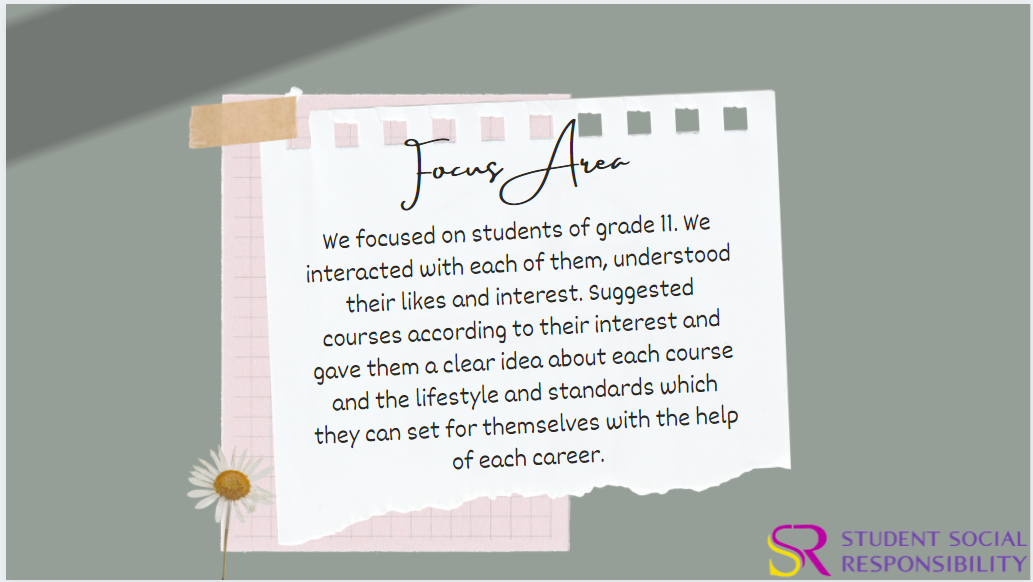 Focus Area
We focused on students of grade 11. We
interacted with each of them, understood
their likes and interest. Suggested
courses according to their interest and
gave them a clear idea about each course
and the lifestyle and standards which
they can set for themselves with the help
of each career.
SR STUDENT SOCIAL
RESPONSIBILITY